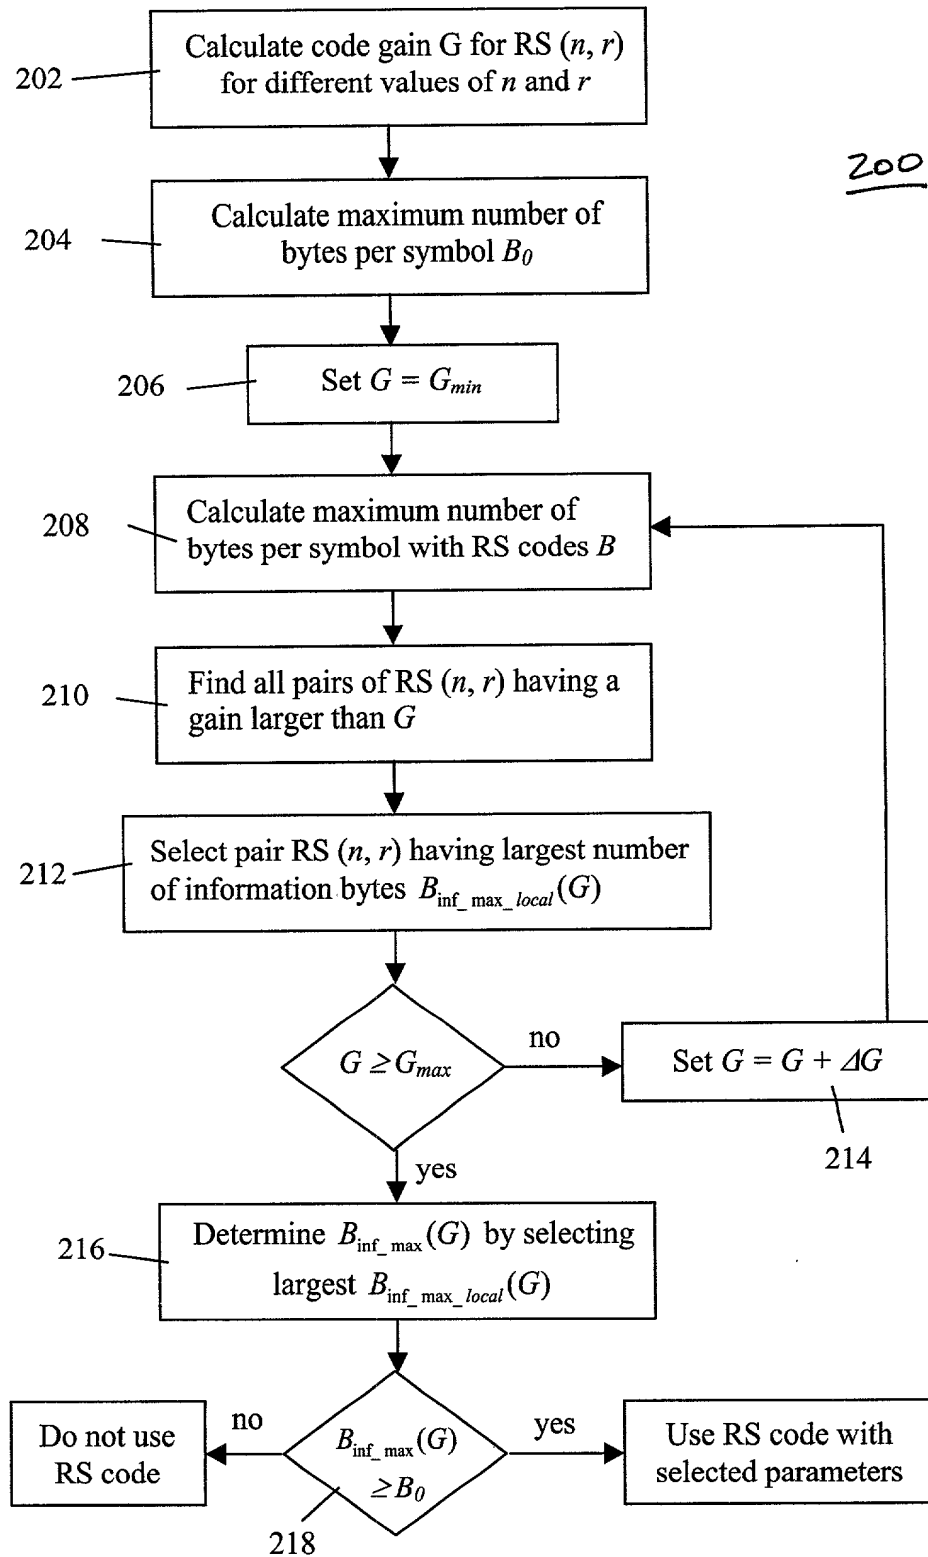 Calculate code gain G for RS (n, r)
for different values of n and r
202
200
Calculate maximum number of
bytes per symbol B0
204
Set G = Gmin
206
Calculate maximum number of
bytes per symbol with RS codes B
208
Find all pairs of RS (n, r) having a
gain larger than G
210
Select pair RS (n, r) having largest number
of information bytes Binf_max_local(G)
212
G ≥ Gmax
no
Set G = G + ΔG
214
yes
Determine Binf_max(G) by selecting
largest Binf_max_local(G)
216
no
Do not use
RS code
Binf_max(G)
≥B0
218
yes
Use RS code with
selected parameters